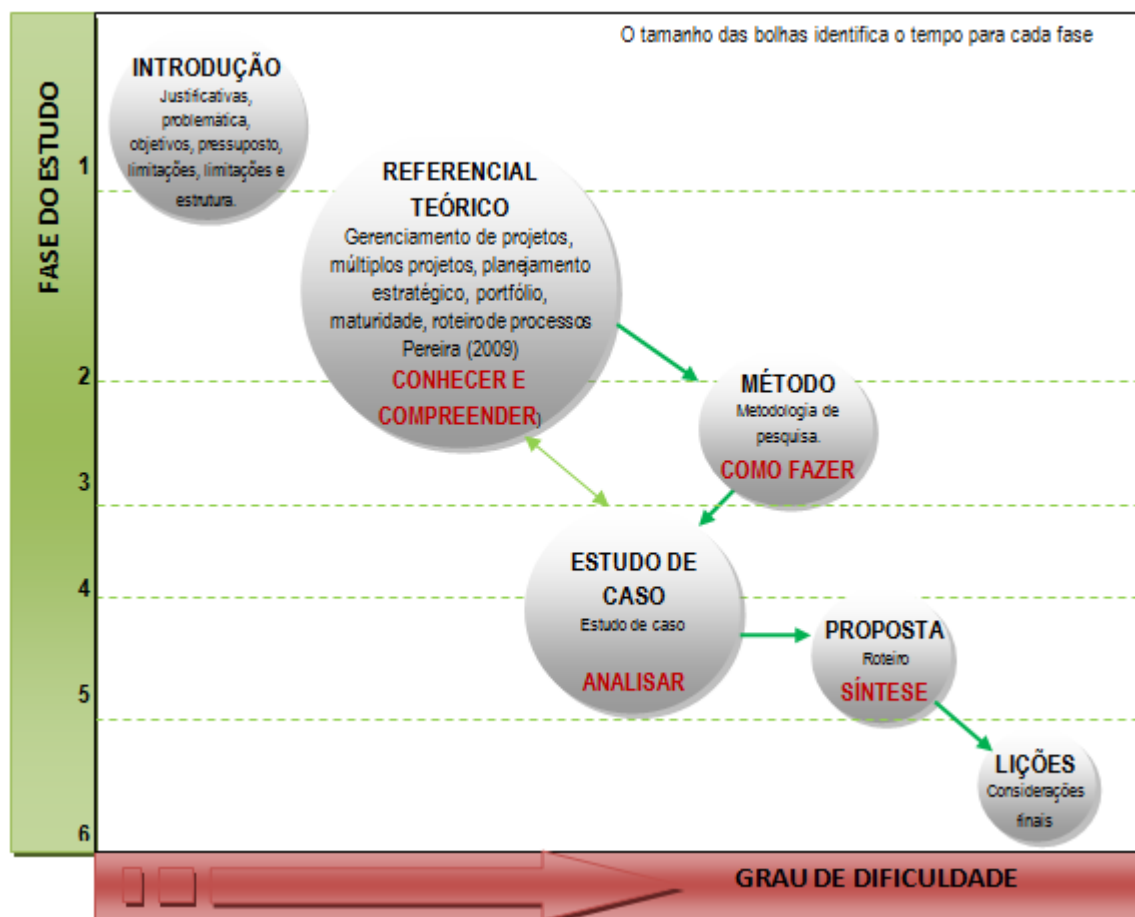 O tamanho das bolhas identifica o tempo para cada fase
FASE DO ESTUDO
INTRODUÇÃO
Justificativas,
problemática,
objetivos, pressuposto,
limitações, limitações e
estrutura.
1
REFERENCIAL
TEÓRICO
Gerenciamento de projetos,
múltiplos projetos, planejamento
estratégico, portfólio,
maturidade, roteiro de processos
Pereira (2009)
CONHECER E
COMPREENDER)
2
MÉTODO
Metodologia de
pesquisa.
COMO FAZER
3
ESTUDO DE
CASO
Estudo de caso
ANALISAR
4
PROPOSTA
Roteiro
SÍNTESE
5
LIÇÕES
Considerações
finais
6
GRAU DE DIFICULDADE